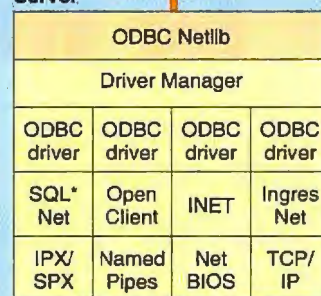 Server
ODBC Netlib
Driver Manager
ODBC driver
ODBC driver
ODBC driver
ODBC driver
SQL* Net
Open Client
INET
Ingres Net
IPX/ SPX
Named Pipes
Net BIOS
TCP/ IP